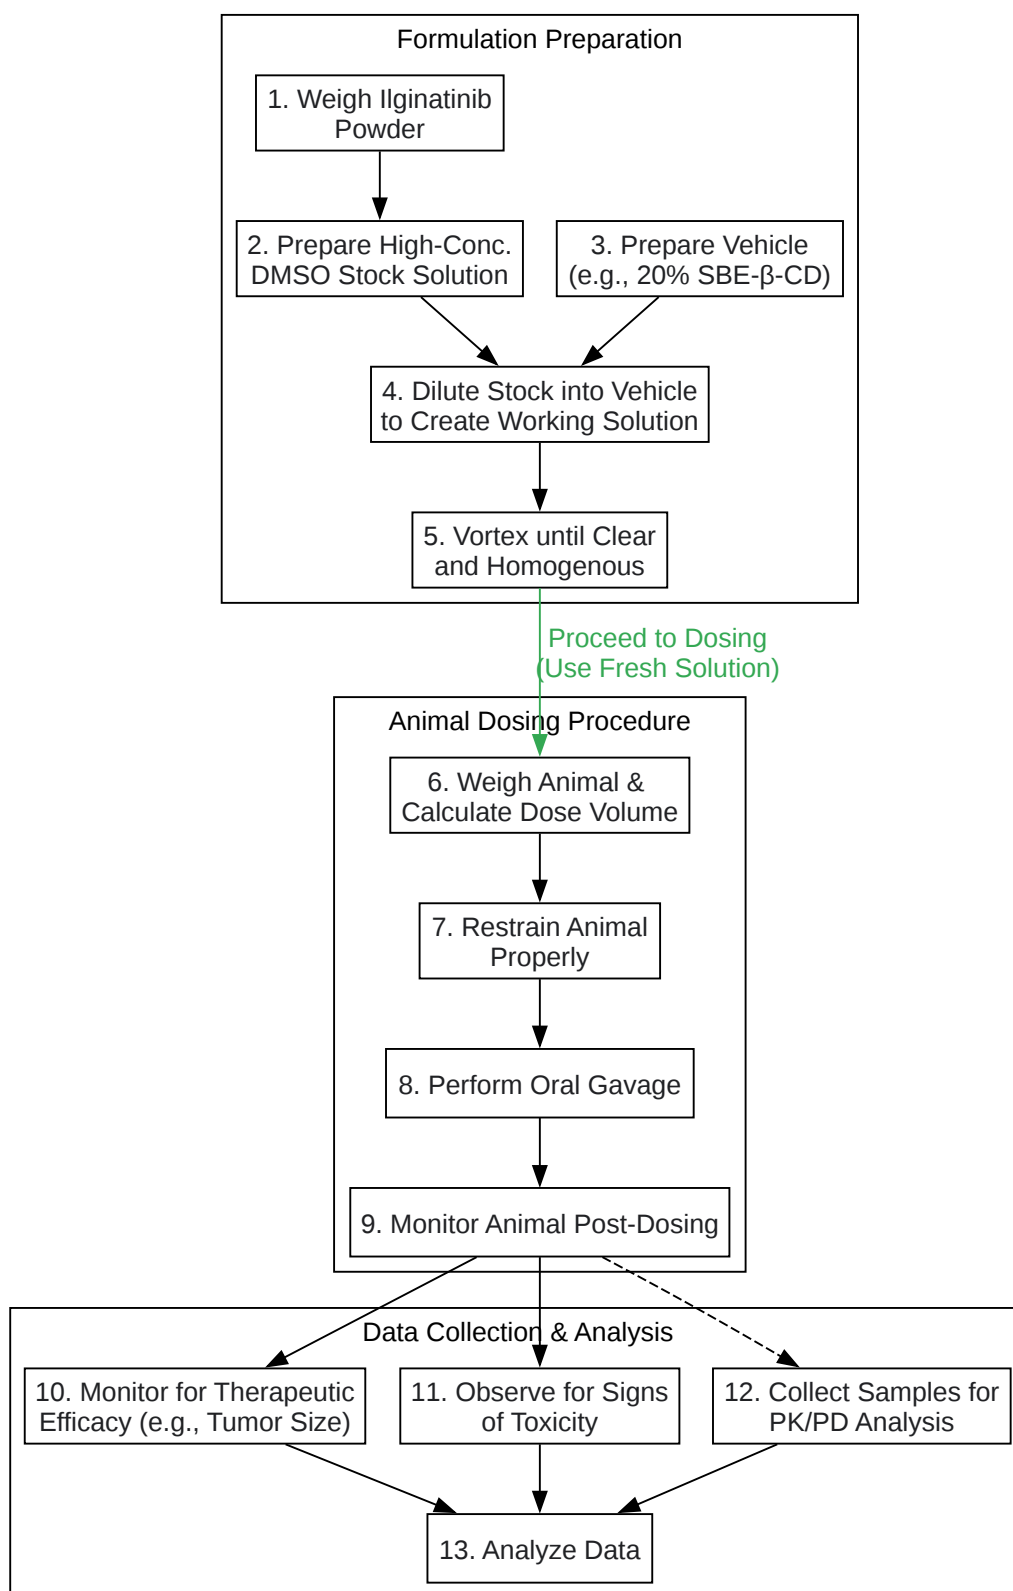 Formulation Preparation
1. Weigh Ilginatinib
Powder
2. Prepare High-Conc.
DMSO Stock Solution
3. Prepare Vehicle
(e.g., 20% SBE-β-CD)
4. Dilute Stock into Vehicle
to Create Working Solution
5. Vortex until Clear
and Homogenous
Proceed to Dosing
(Use Fresh Solution)
Animal Dosing Procedure
6. Weigh Animal &
Calculate Dose Volume
7. Restrain Animal
Properly
8. Perform Oral Gavage
9. Monitor Animal Post-Dosing
Data Collection & Analysis
10. Monitor for Therapeutic
Efficacy (e.g., Tumor Size)
11. Observe for Signs
of Toxicity
12. Collect Samples for
PK/PD Analysis
13. Analyze Data